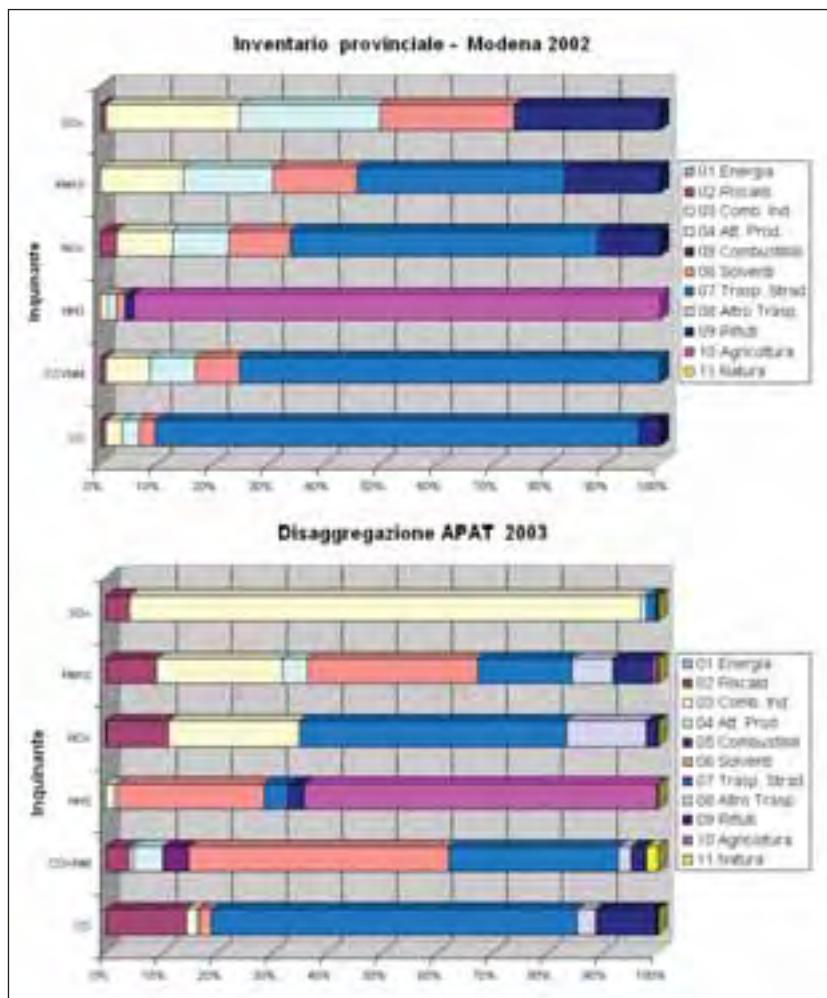 Inventario provinciale - Modena 2002
Inquinante
SOx
NOx
NH3
COVNM
CO
0% 10% 20% 30% 40% 50% 60% 70% 80% 90% 100%
01 Energia
02 Riscald
03 Comb. Ind
04 Att. Prod.
05 Combustibili
06 Solventi
07 Trasp. Strad
08 Altro Trasp.
09 Rifiuti
10 Agricoltura
11 Natura
Disaggregazione APAT 2003
Inquinante
SOx
NOx
NH3
COVNM
CO
0% 10% 20% 30% 40% 50% 60% 70% 80% 90% 100%
01 Energia
02 Riscald
03 Comb. Ind
04 Att. Prod
05 Combustibili
06 Solventi
07 Trasp. Strad
08 Altro Trasp
09 Rifiuti
10 Agricoltura
11 Natura